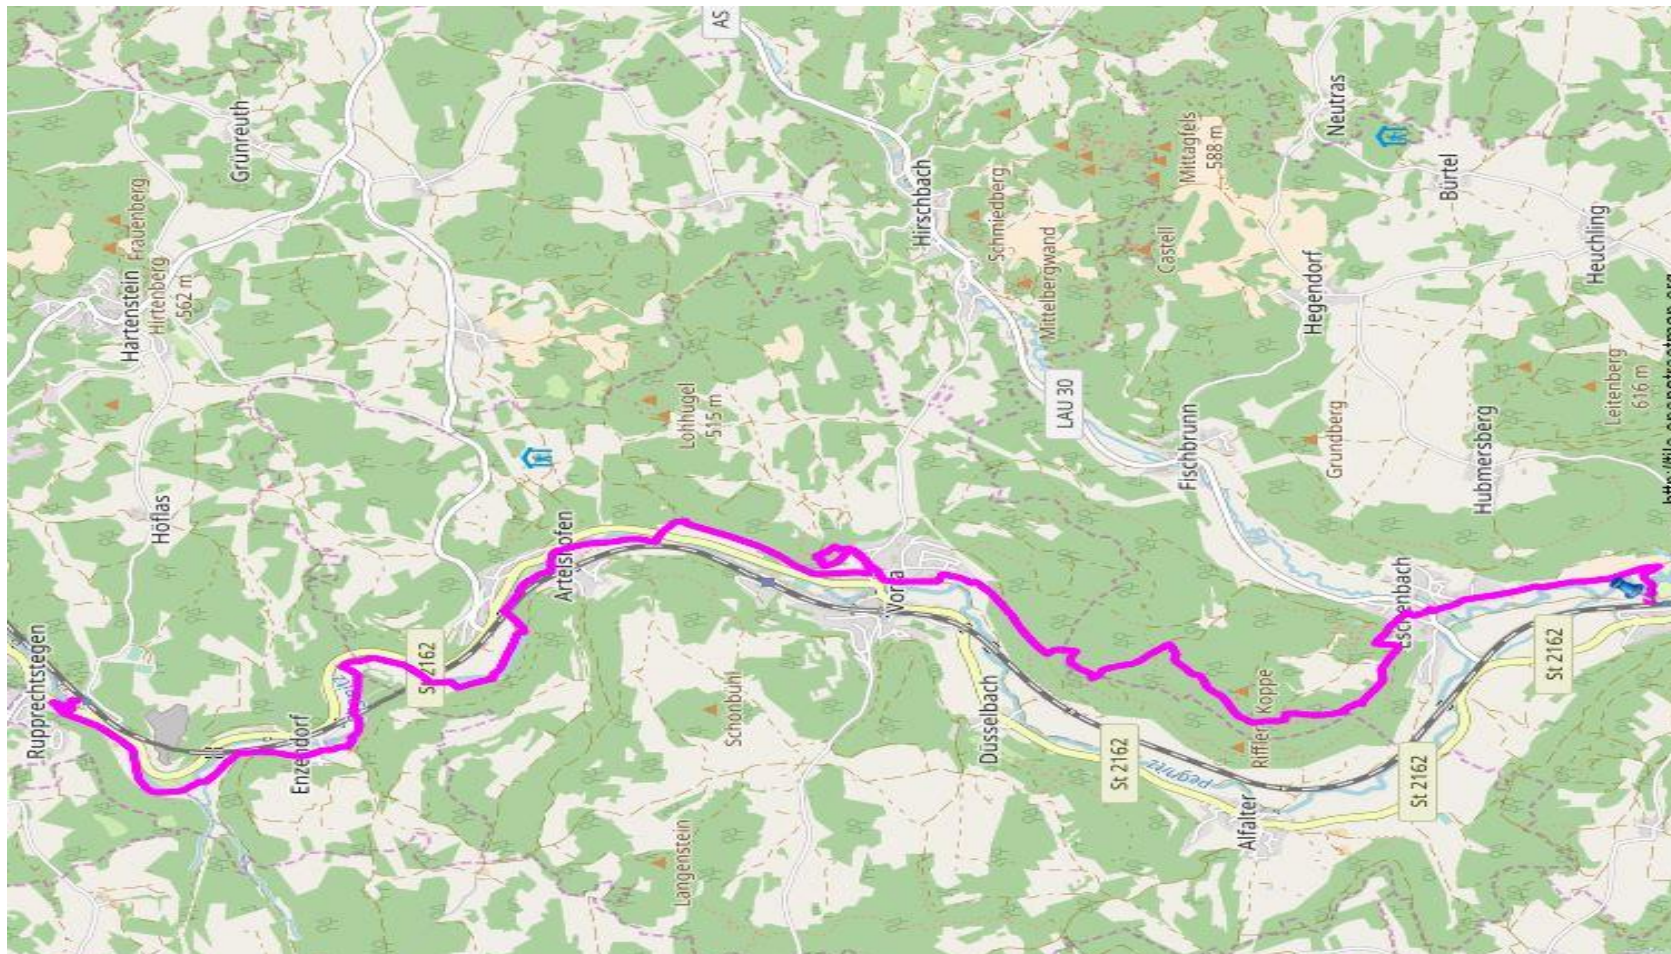 Rupprechtstegen
Hartenstein
Hirtenberg
562 m
Frauenberg
Grünreuth
Höflas
Enzendorf
Pegnitz
St 2162
Artelshofen
Lohhügel
515 m
Schönbühl
Langenstein
Vorra
AS
Hirschbach
Schmiedberg
Mittelbergwand
LAU 30
Düsselbach
St 2162
Pegnitz
Castell
Mittagfels
588 m
Fischbrunn
Riffler
Koppe
Alfalter
Hegendorf
Grundberg
Neutras
Bürtel
Eschenbach
St 2162
Hubmersberg
St 2162
Heuchling
Leitenberg
616 m